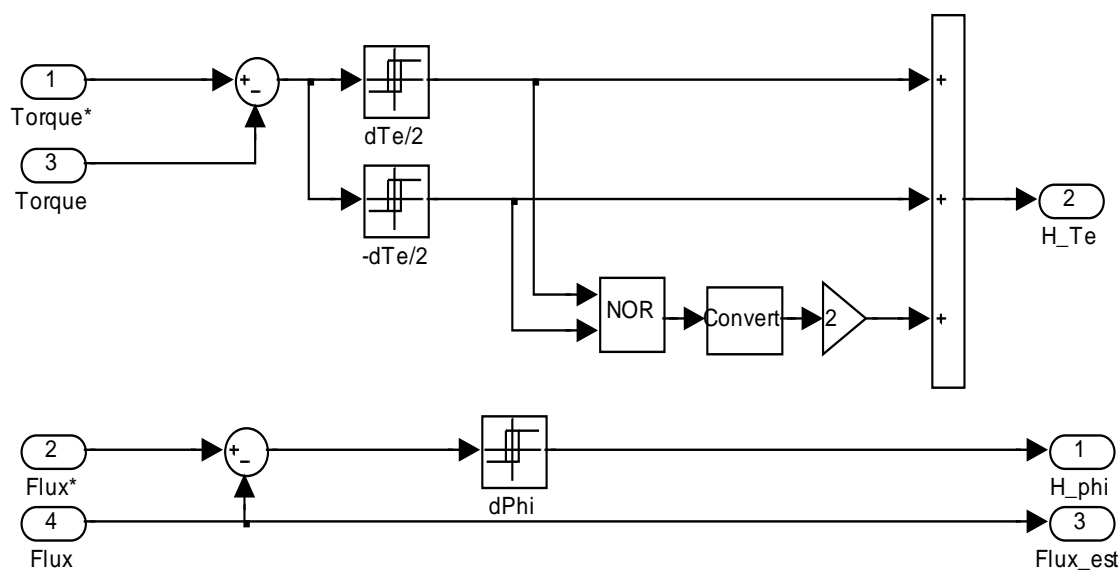 1
Torque*
+
−
dTe/2
+
3
Torque
-dTe/2
+
2
H_Te
NOR
Convert
2
+
2
Flux*
+
−
dPhi
1
H_phi
4
Flux
3
Flux_est